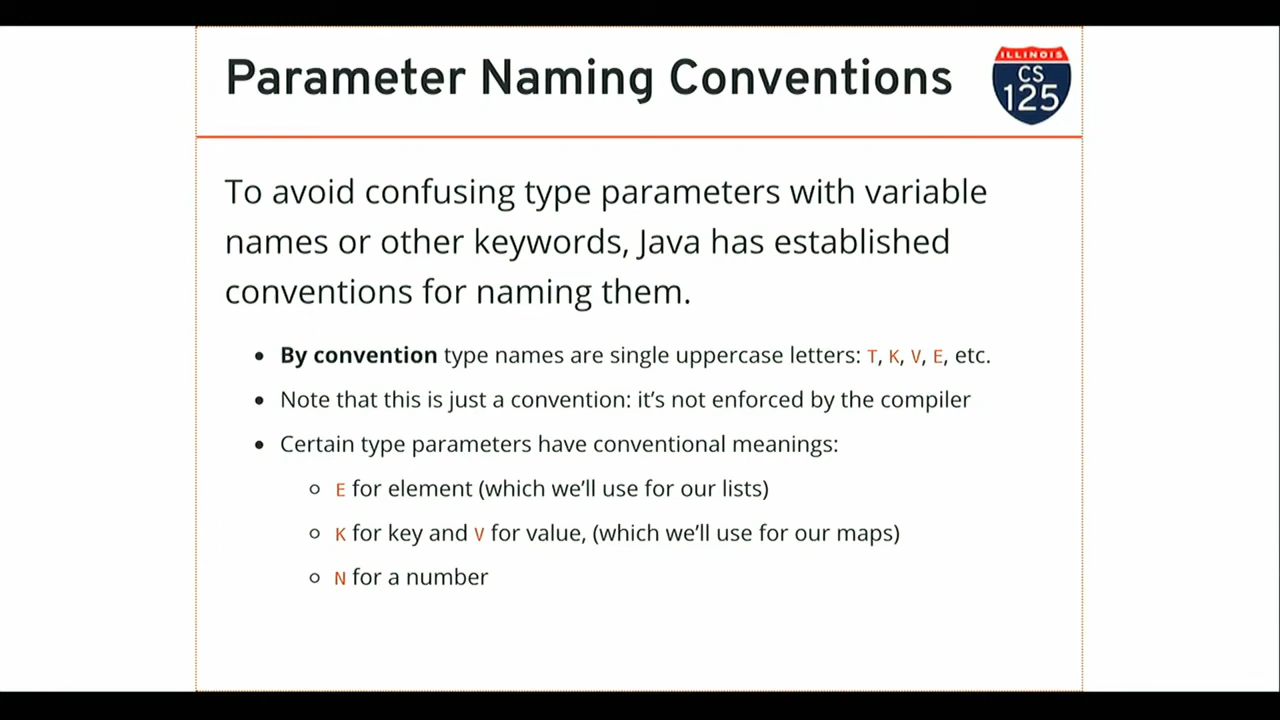 Parameter Naming Conventions
ILLINOIS
CS
125
To avoid confusing type parameters with variable
names or other keywords, Java has established
conventions for naming them.
• By convention type names are single uppercase letters: T, K, V, E, etc.
• Note that this is just a convention: it's not enforced by the compiler
• Certain type parameters have conventional meanings:
◦ E for element (which we'll use for our lists)
◦ K for key and V for value, (which we'll use for our maps)
◦ N for a number